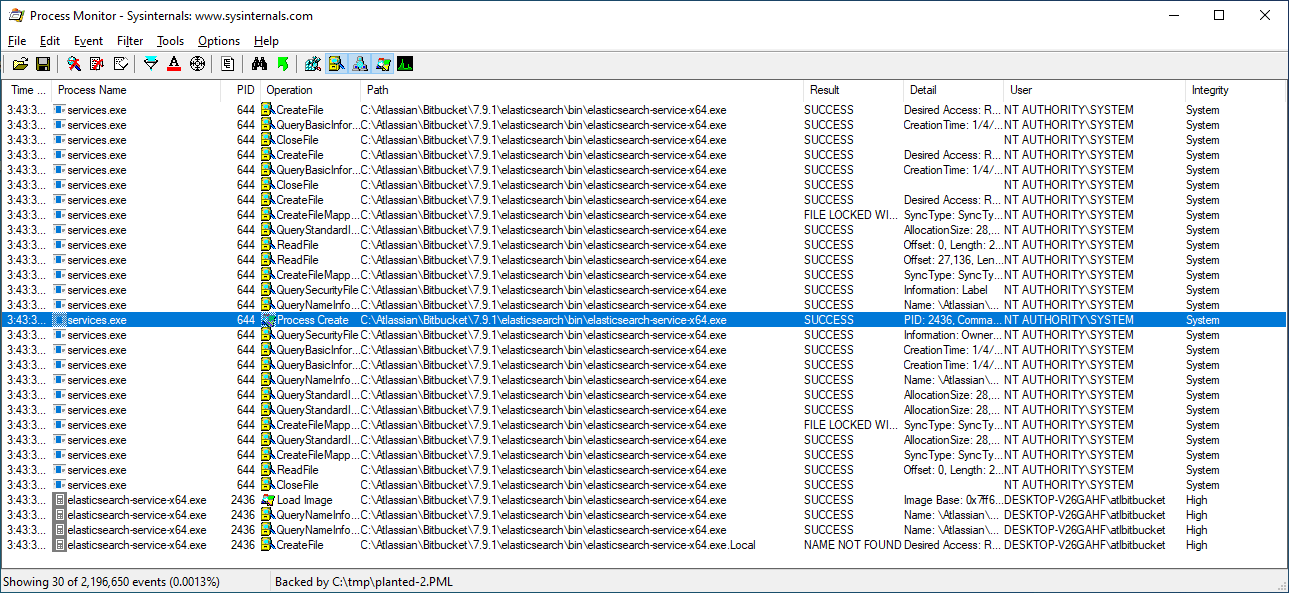 Process Monitor - Sysinternals: www.sysinternals.com
File Edit Event Filter Tools Options Help
Time ... Process Name PID Operation Path Result Detail User Integrity
3:43:3... services.exe 644 CreateFile C:\Atlassian\Bitbucket\7.9.1\elasticsearch\bin\elasticsearch-service-x64.exe SUCCESS Desired Access: R... NT AUTHORITY\SYSTEM System
3:43:3... services.exe 644 QueryBasicInfor... C:\Atlassian\Bitbucket\7.9.1\elasticsearch\bin\elasticsearch-service-x64.exe SUCCESS CreationTime: 1/4/... NT AUTHORITY\SYSTEM System
3:43:3... services.exe 644 CloseFile C:\Atlassian\Bitbucket\7.9.1\elasticsearch\bin\elasticsearch-service-x64.exe SUCCESS NT AUTHORITY\SYSTEM System
3:43:3... services.exe 644 CreateFile C:\Atlassian\Bitbucket\7.9.1\elasticsearch\bin\elasticsearch-service-x64.exe SUCCESS Desired Access: R... NT AUTHORITY\SYSTEM System
3:43:3... services.exe 644 QueryBasicInfor... C:\Atlassian\Bitbucket\7.9.1\elasticsearch\bin\elasticsearch-service-x64.exe SUCCESS CreationTime: 1/4/... NT AUTHORITY\SYSTEM System
3:43:3... services.exe 644 CloseFile C:\Atlassian\Bitbucket\7.9.1\elasticsearch\bin\elasticsearch-service-x64.exe SUCCESS NT AUTHORITY\SYSTEM System
3:43:3... services.exe 644 CreateFile C:\Atlassian\Bitbucket\7.9.1\elasticsearch\bin\elasticsearch-service-x64.exe SUCCESS Desired Access: R... NT AUTHORITY\SYSTEM System
3:43:3... services.exe 644 CreateFileMapp... C:\Atlassian\Bitbucket\7.9.1\elasticsearch\bin\elasticsearch-service-x64.exe FILE LOCKED WI... SyncType: SyncTy... NT AUTHORITY\SYSTEM System
3:43:3... services.exe 644 QueryStandardI... C:\Atlassian\Bitbucket\7.9.1\elasticsearch\bin\elasticsearch-service-x64.exe SUCCESS AllocationSize: 28,... NT AUTHORITY\SYSTEM System
3:43:3... services.exe 644 ReadFile C:\Atlassian\Bitbucket\7.9.1\elasticsearch\bin\elasticsearch-service-x64.exe SUCCESS Offset: 0, Length: 2... NT AUTHORITY\SYSTEM System
3:43:3... services.exe 644 ReadFile C:\Atlassian\Bitbucket\7.9.1\elasticsearch\bin\elasticsearch-service-x64.exe SUCCESS Offset: 27,136, Len... NT AUTHORITY\SYSTEM System
3:43:3... services.exe 644 CreateFileMapp... C:\Atlassian\Bitbucket\7.9.1\elasticsearch\bin\elasticsearch-service-x64.exe SUCCESS SyncType: SyncTy... NT AUTHORITY\SYSTEM System
3:43:3... services.exe 644 QuerySecurityFile C:\Atlassian\Bitbucket\7.9.1\elasticsearch\bin\elasticsearch-service-x64.exe SUCCESS Information: Label NT AUTHORITY\SYSTEM System
3:43:3... services.exe 644 QueryNameInfo... C:\Atlassian\Bitbucket\7.9.1\elasticsearch\bin\elasticsearch-service-x64.exe SUCCESS Name: \Atlassian\... NT AUTHORITY\SYSTEM System
3:43:3... services.exe 644 Process Create C:\Atlassian\Bitbucket\7.9.1\elasticsearch\bin\elasticsearch-service-x64.exe SUCCESS PID: 2436, Comma... NT AUTHORITY\SYSTEM System
3:43:3... services.exe 644 QuerySecurityFile C:\Atlassian\Bitbucket\7.9.1\elasticsearch\bin\elasticsearch-service-x64.exe SUCCESS Information: Owner... NT AUTHORITY\SYSTEM System
3:43:3... services.exe 644 QueryBasicInfor... C:\Atlassian\Bitbucket\7.9.1\elasticsearch\bin\elasticsearch-service-x64.exe SUCCESS CreationTime: 1/4/... NT AUTHORITY\SYSTEM System
3:43:3... services.exe 644 QueryBasicInfor... C:\Atlassian\Bitbucket\7.9.1\elasticsearch\bin\elasticsearch-service-x64.exe SUCCESS CreationTime: 1/4/... NT AUTHORITY\SYSTEM System
3:43:3... services.exe 644 QueryNameInfo... C:\Atlassian\Bitbucket\7.9.1\elasticsearch\bin\elasticsearch-service-x64.exe SUCCESS Name: \Atlassian\... NT AUTHORITY\SYSTEM System
3:43:3... services.exe 644 QueryStandardI... C:\Atlassian\Bitbucket\7.9.1\elasticsearch\bin\elasticsearch-service-x64.exe SUCCESS AllocationSize: 28,... NT AUTHORITY\SYSTEM System
3:43:3... services.exe 644 QueryStandardI... C:\Atlassian\Bitbucket\7.9.1\elasticsearch\bin\elasticsearch-service-x64.exe SUCCESS AllocationSize: 28,... NT AUTHORITY\SYSTEM System
3:43:3... services.exe 644 CreateFileMapp... C:\Atlassian\Bitbucket\7.9.1\elasticsearch\bin\elasticsearch-service-x64.exe FILE LOCKED WI... SyncType: SyncTy... NT AUTHORITY\SYSTEM System
3:43:3... services.exe 644 QueryStandardI... C:\Atlassian\Bitbucket\7.9.1\elasticsearch\bin\elasticsearch-service-x64.exe SUCCESS AllocationSize: 28,... NT AUTHORITY\SYSTEM System
3:43:3... services.exe 644 CreateFileMapp... C:\Atlassian\Bitbucket\7.9.1\elasticsearch\bin\elasticsearch-service-x64.exe SUCCESS SyncType: SyncTy... NT AUTHORITY\SYSTEM System
3:43:3... services.exe 644 ReadFile C:\Atlassian\Bitbucket\7.9.1\elasticsearch\bin\elasticsearch-service-x64.exe SUCCESS Offset: 0, Length: 2... NT AUTHORITY\SYSTEM System
3:43:3... services.exe 644 CloseFile C:\Atlassian\Bitbucket\7.9.1\elasticsearch\bin\elasticsearch-service-x64.exe SUCCESS NT AUTHORITY\SYSTEM System
3:43:3... elasticsearch-service-x64.exe 2436 Load Image C:\Atlassian\Bitbucket\7.9.1\elasticsearch\bin\elasticsearch-service-x64.exe SUCCESS Image Base: 0x7ff6... DESKTOP-V26GAHF\atlbitbucket High
3:43:3... elasticsearch-service-x64.exe 2436 QueryNameInfo... C:\Atlassian\Bitbucket\7.9.1\elasticsearch\bin\elasticsearch-service-x64.exe SUCCESS Name: \Atlassian\... DESKTOP-V26GAHF\atlbitbucket High
3:43:3... elasticsearch-service-x64.exe 2436 QueryNameInfo... C:\Atlassian\Bitbucket\7.9.1\elasticsearch\bin\elasticsearch-service-x64.exe SUCCESS Name: \Atlassian\... DESKTOP-V26GAHF\atlbitbucket High
3:43:3... elasticsearch-service-x64.exe 2436 CreateFile C:\Atlassian\Bitbucket\7.9.1\elasticsearch\bin\elasticsearch-service-x64.exe.Local NAME NOT FOUND Desired Access: R... DESKTOP-V26GAHF\atlbitbucket High
Showing 30 of 2,196,650 events (0.0013%) Backed by C:\tmp\planted-2.PML